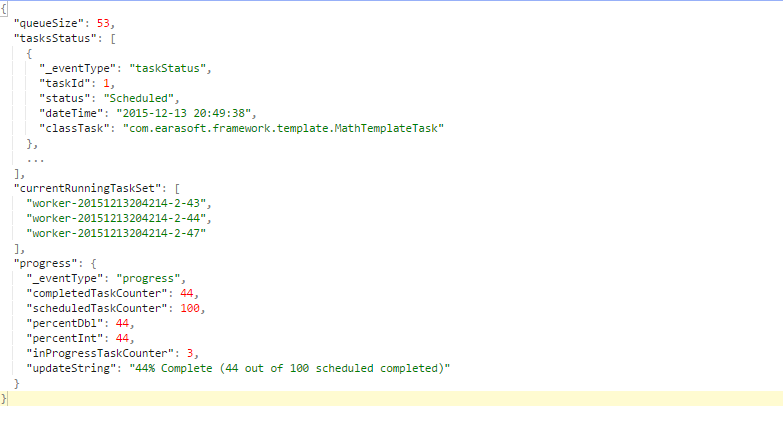 {
"queueSize": 53,
"tasksStatus": [
{
"_eventType": "taskStatus",
"taskId": 1,
"status": "Scheduled",
"dateTime": "2015-12-13 20:49:38",
"classTask": "com.earasoft.framework.template.MathTemplateTask"
},
...
],
"currentRunningTaskSet": [
"worker-20151213204214-2-43",
"worker-20151213204214-2-44",
"worker-20151213204214-2-47"
],
"progress": {
"_eventType": "progress",
"completedTaskCounter": 44,
"scheduledTaskCounter": 100,
"percentDbl": 44,
"percentInt": 44,
"inProgressTaskCounter": 3,
"updateString": "44% Complete (44 out of 100 scheduled completed)"
}
}